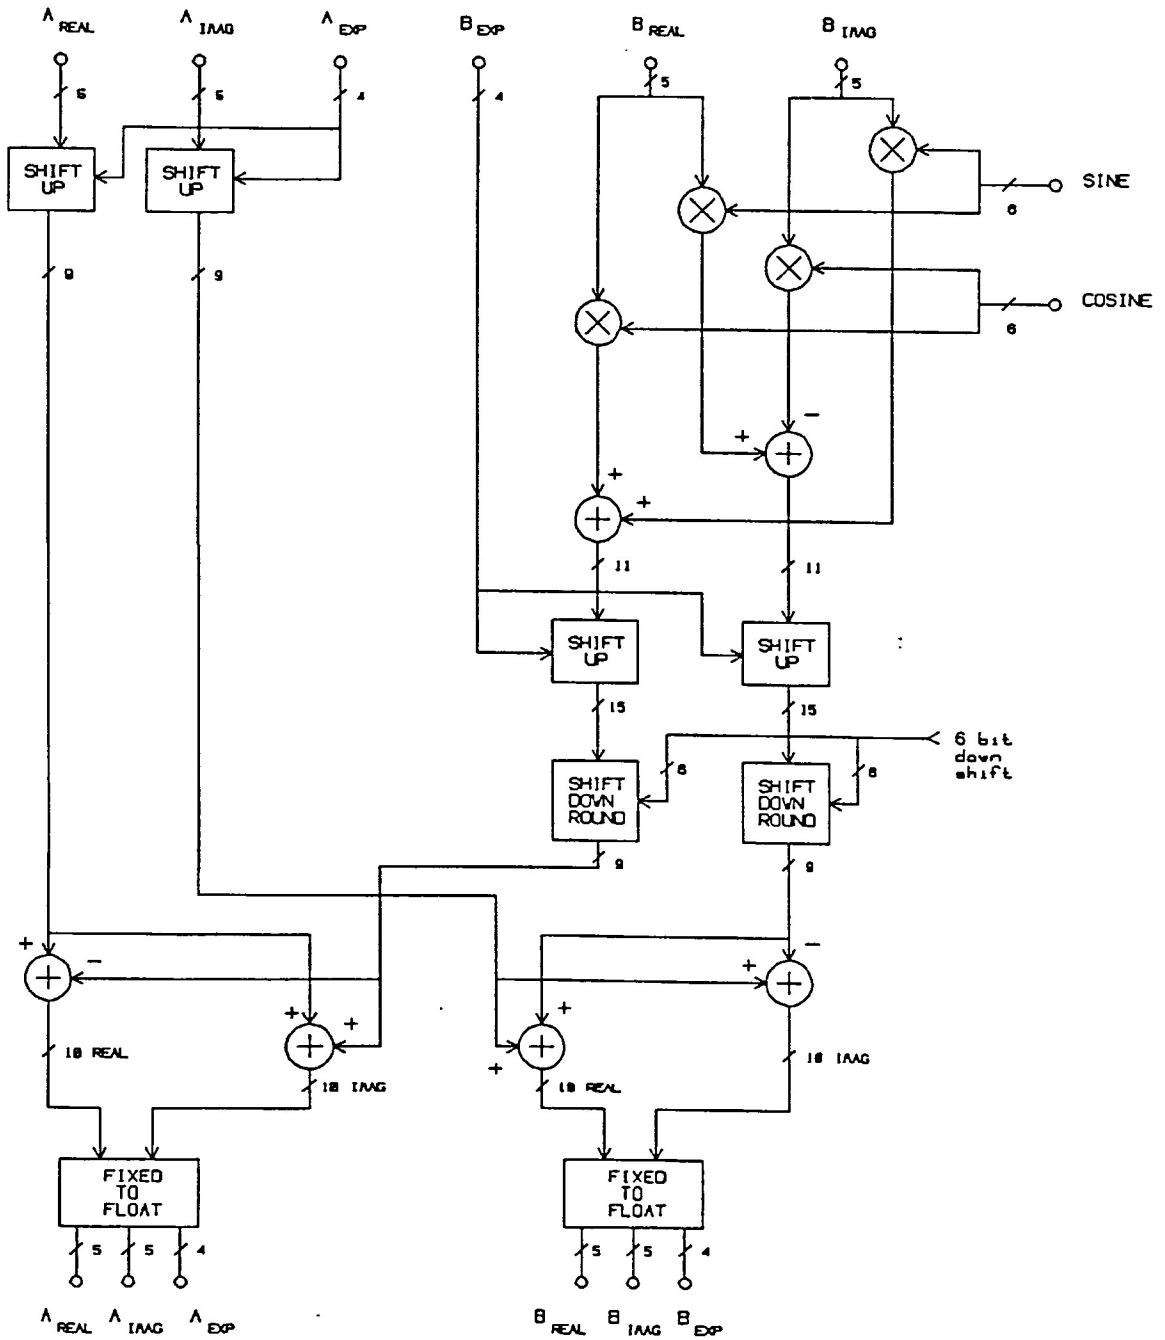 A REAL A IMAG A EXP B EXP B REAL B IMAG
5 5 4 4 5 5
SHIFT UP
SHIFT UP
SINE
6
COSINE
6
9 9
−
+
+
+
11 11
SHIFT UP
SHIFT UP
15 15
6 bit
down
shift
6 6
SHIFT DOWN ROUND
SHIFT DOWN ROUND
9 9
+ − + −
+ + + +
10 REAL
10 IMAG
10 REAL
10 IMAG
FIXED TO FLOAT
FIXED TO FLOAT
5 5 4 5 5 4
A REAL A IMAG A EXP B REAL B IMAG B EXP